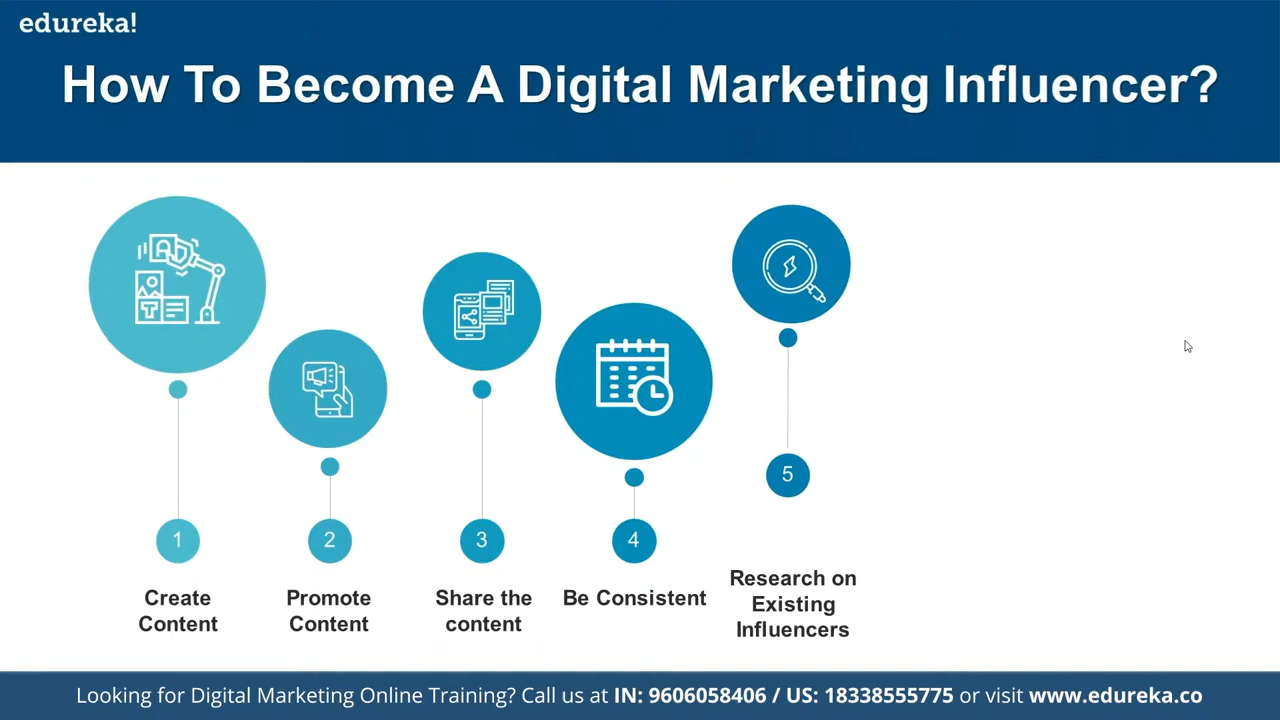 edureka!
How To Become A Digital Marketing Influencer?
1
Create
Content
2
Promote
Content
3
Share the
content
4
Be Consistent
5
Research on
Existing
Influencers
Looking for Digital Marketing Online Training? Call us at IN: 9606058406 / US: 18338555775 or visit www.edureka.co